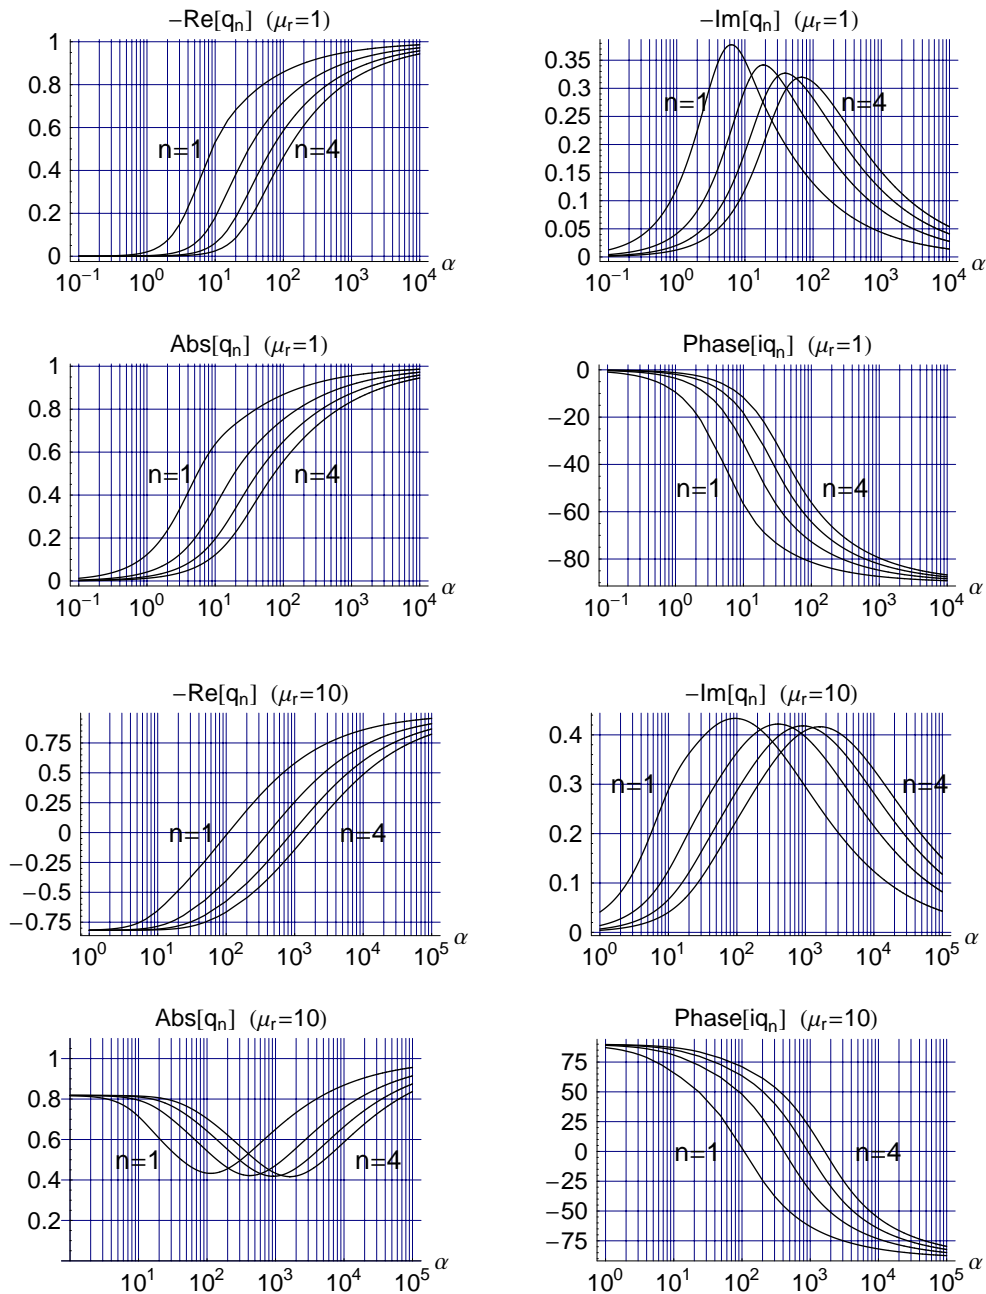 −Re[qn] (μr=1)
1
0.8
0.6
0.4
0.2
0
n=1
n=4
10−1 100 101 102 103 104 α
−Im[qn] (μr=1)
0.35
0.3
0.25
0.2
0.15
0.1
0.05
0
n=1
n=4
10−1 100 101 102 103 104 α
Abs[qn] (μr=1)
1
0.8
0.6
0.4
0.2
0
n=1
n=4
10−1 100 101 102 103 104 α
Phase[iqn] (μr=1)
0
−20
−40
−60
−80
n=1
n=4
10−1 100 101 102 103 104 α
−Re[qn] (μr=10)
0.75
0.5
0.25
0
−0.25
−0.5
−0.75
n=1
n=4
100 101 102 103 104 105 α
−Im[qn] (μr=10)
0.4
0.3
0.2
0.1
0
n=1
n=4
100 101 102 103 104 105 α
Abs[qn] (μr=10)
1
0.8
0.6
0.4
0.2
n=1
n=4
101 102 103 104 105 α
Phase[iqn] (μr=10)
75
50
25
0
−25
−50
−75
n=1
n=4
100 101 102 103 104 105 α